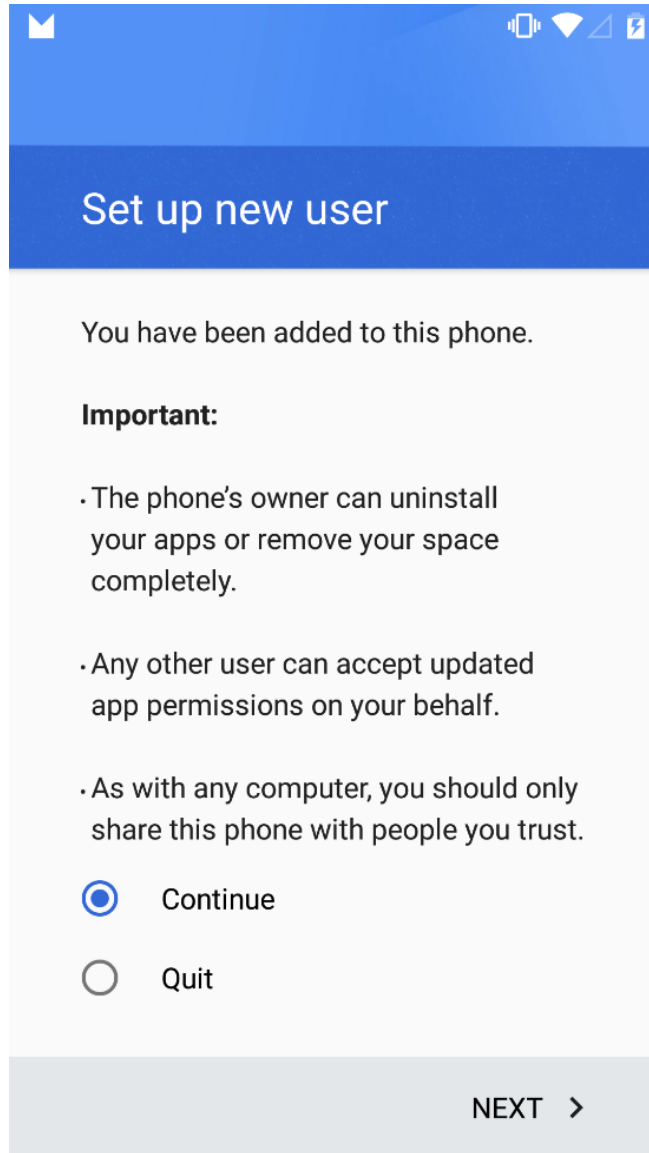 Set up new user
You have been added to this phone.
Important:
· The phone’s owner can uninstall
your apps or remove your space
completely.
· Any other user can accept updated
app permissions on your behalf.
· As with any computer, you should only
share this phone with people you trust.
Continue
Quit
NEXT